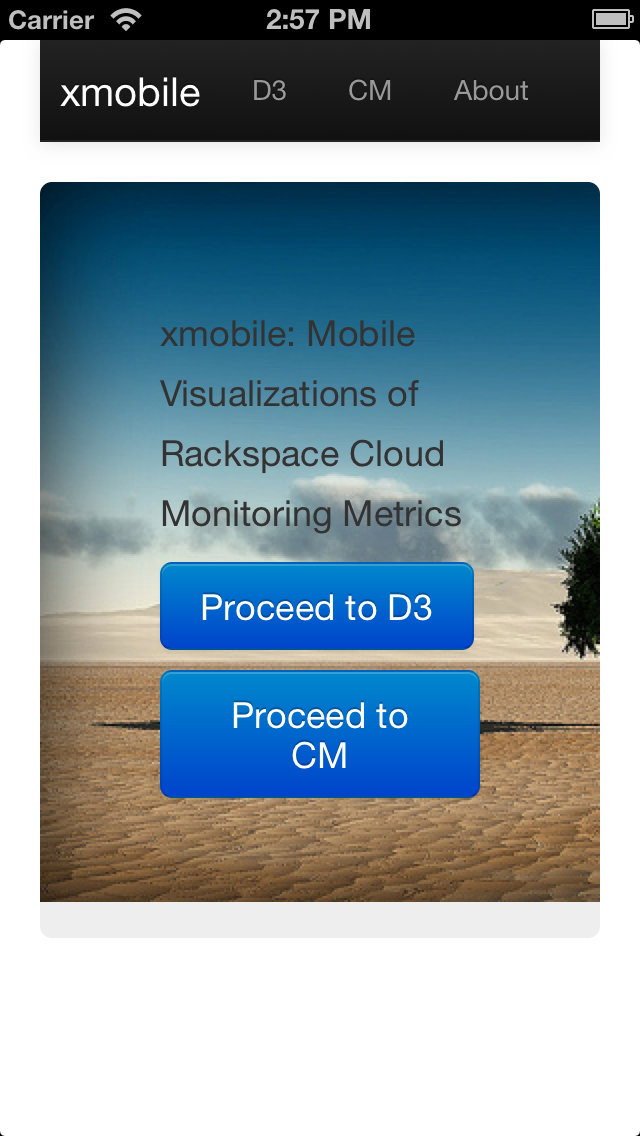 Carrier 2:57 PM
xmobile D3 CM About
xmobile: Mobile
Visualizations of
Rackspace Cloud
Monitoring Metrics
Proceed to D3
Proceed to
CM